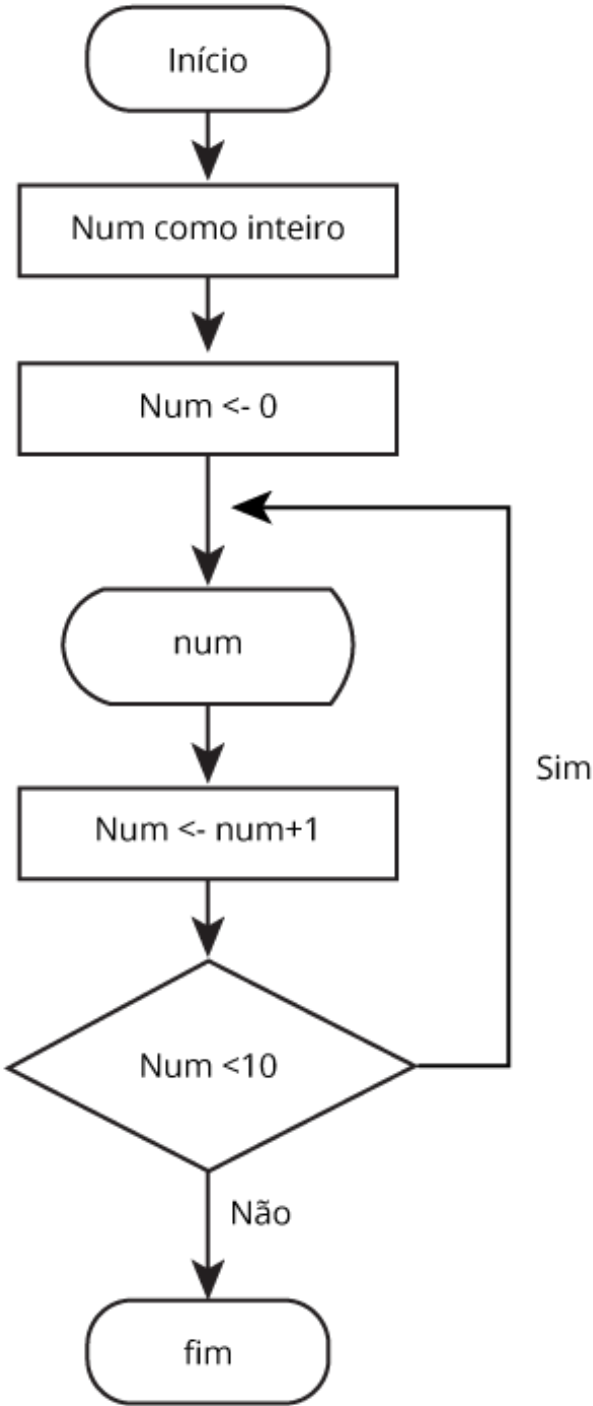 Início
Num como inteiro
Num <- 0
num
Sim
Num <- num+1
Num <10
Não
fim